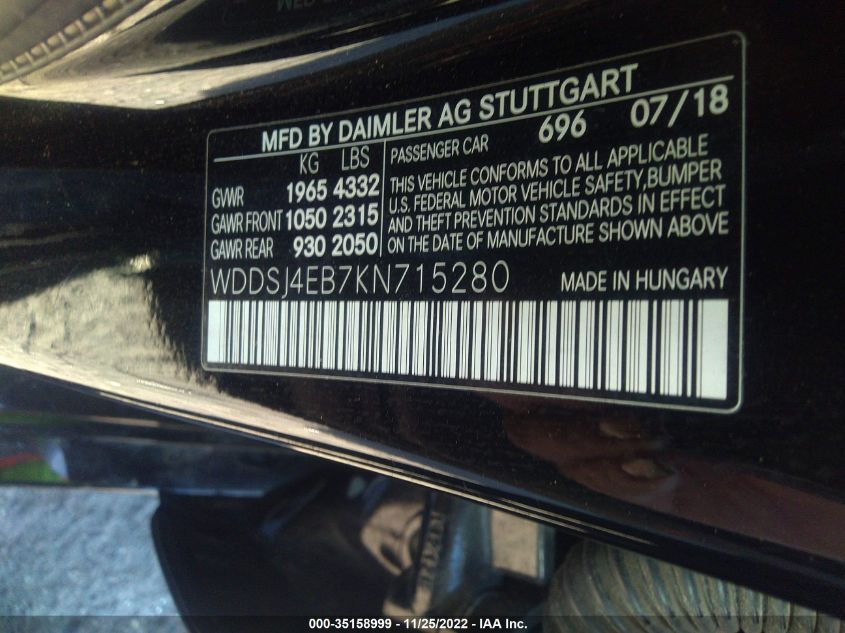 MFD BY DAIMLER AG STUTTGART 696 07/18
KG LBS
GVWR 1965 4332
GAWR FRONT 1050 2315
GAWR REAR 930 2050
PASSENGER CAR
THIS VEHICLE CONFORMS TO ALL APPLICABLE
U.S. FEDERAL MOTOR VEHICLE SAFETY, BUMPER
AND THEFT PREVENTION STANDARDS IN EFFECT
ON THE DATE OF MANUFACTURE SHOWN ABOVE
WDDSJ4EB7KN715280 MADE IN HUNGARY
000-35158999 — 11/25/2022 — IAA Inc.